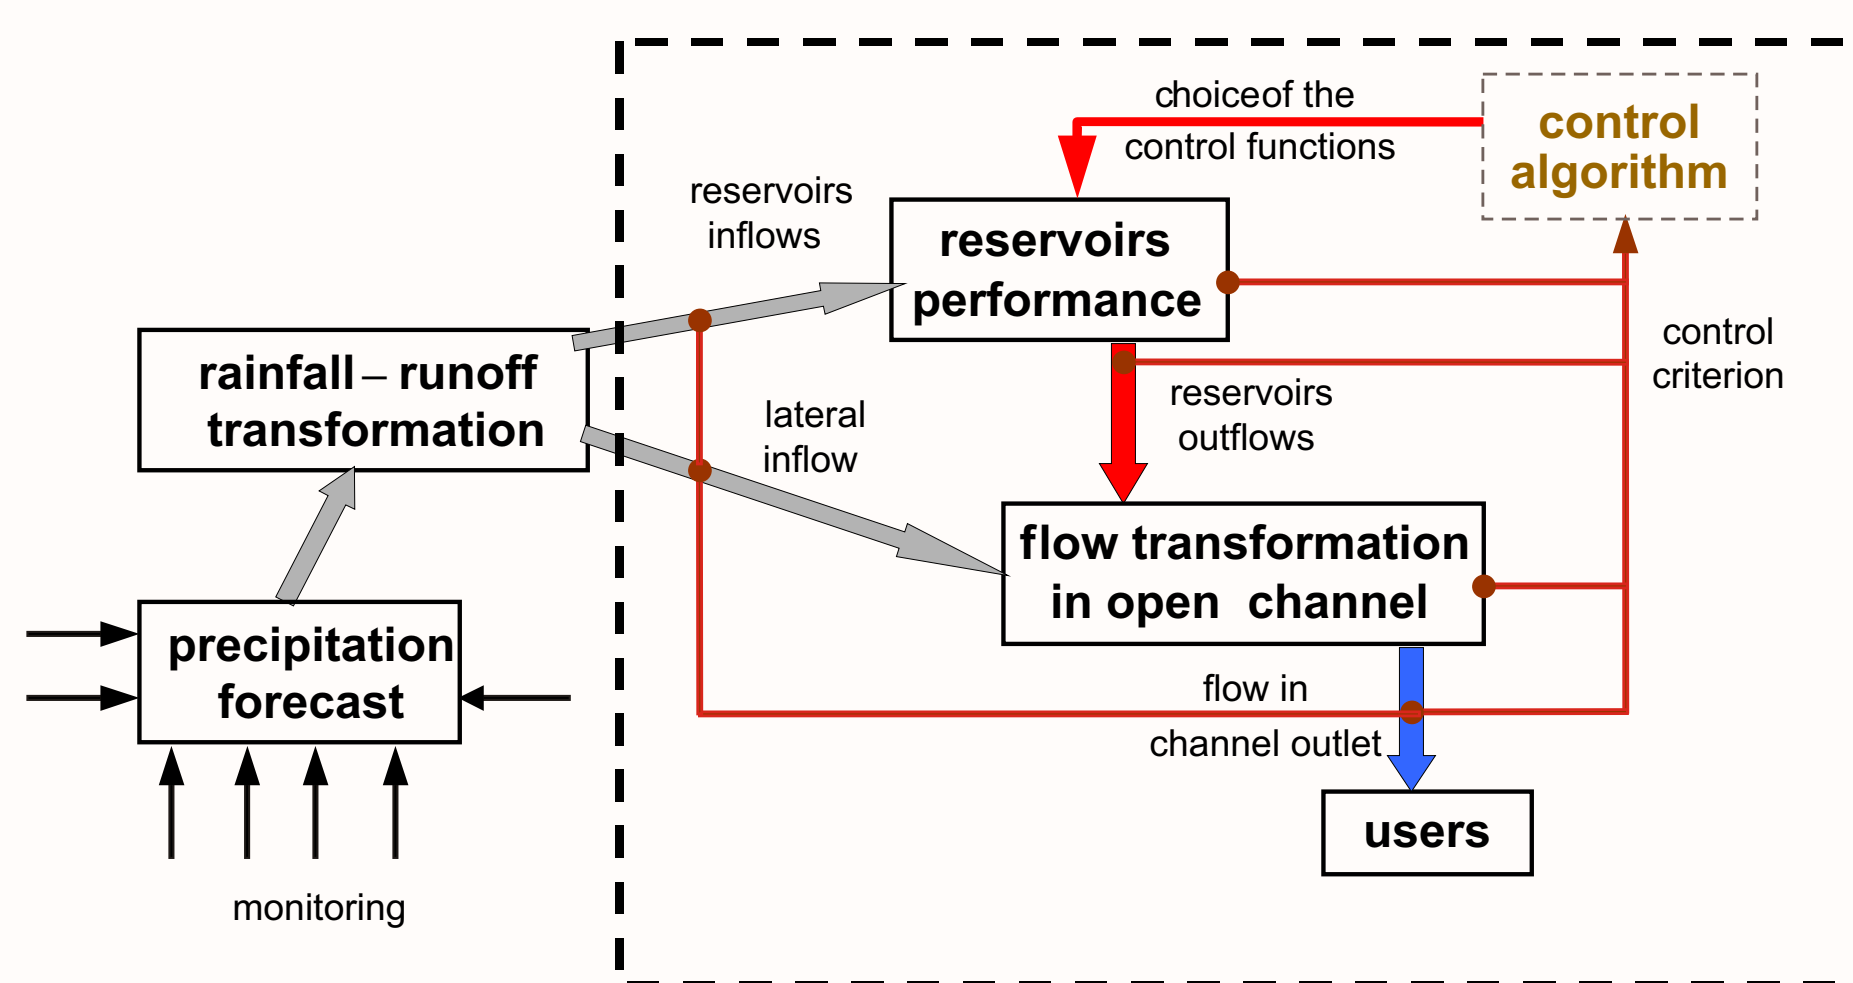 choiceof the
control functions
control
algorithm
reservoirs
inflows
reservoirs
performance
control
criterion
rainfall – runoff
transformation
lateral
inflow
reservoirs
outflows
flow transformation
in open channel
precipitation
forecast
flow in
channel outlet
users
monitoring